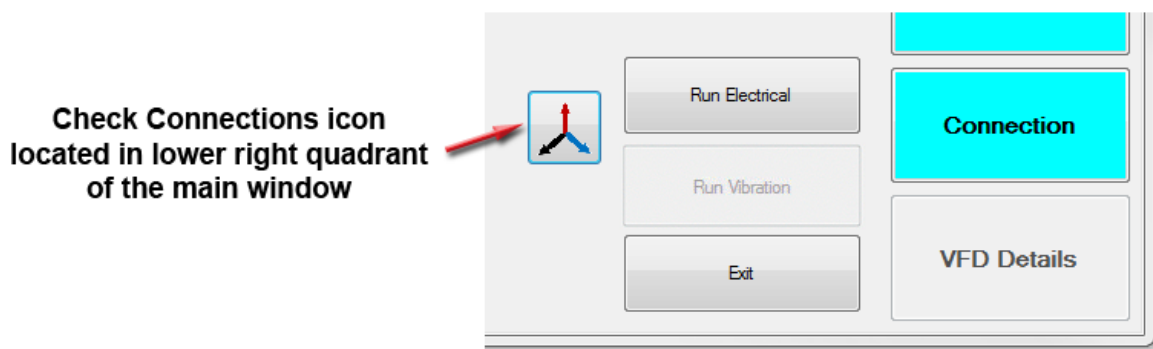 Check Connections icon
located in lower right quadrant
of the main window
Run Electrical
Run Vibration
Exit
Connection
VFD Details